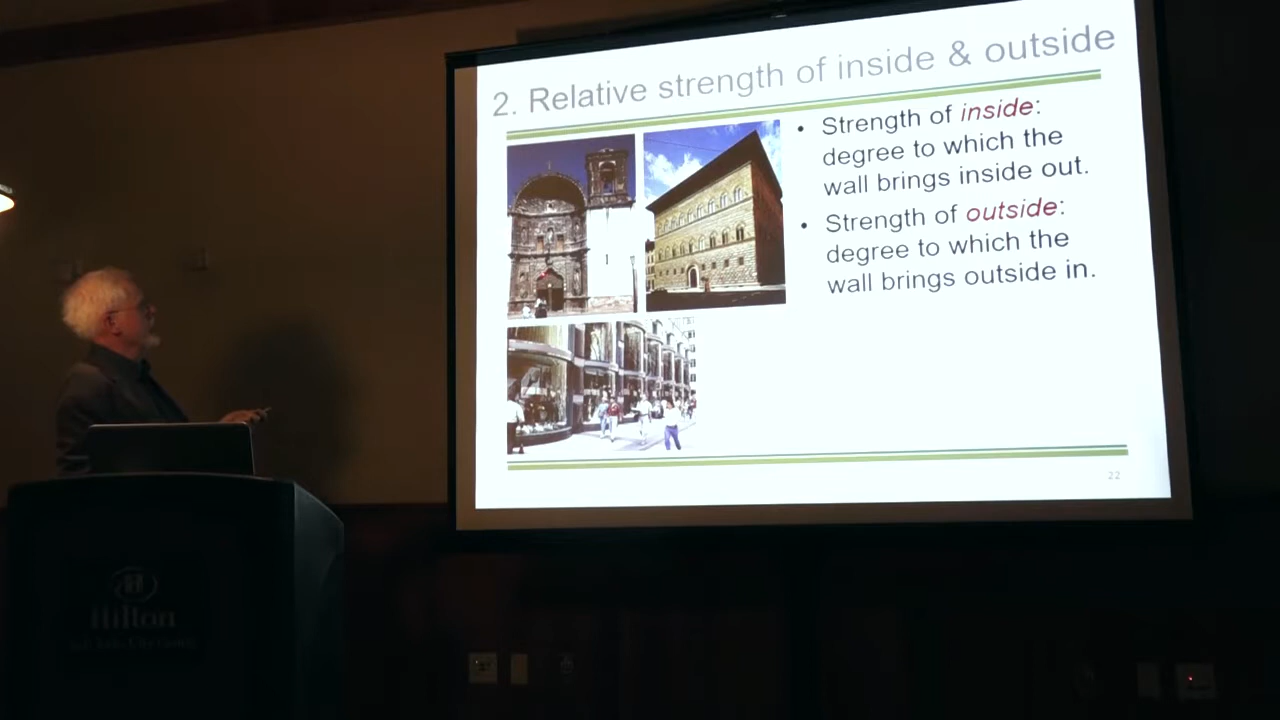 2. Relative strength of inside & outside
• Strength of inside:
degree to which the
wall brings inside out.
• Strength of outside:
degree to which the
wall brings outside in.
22
Hilton